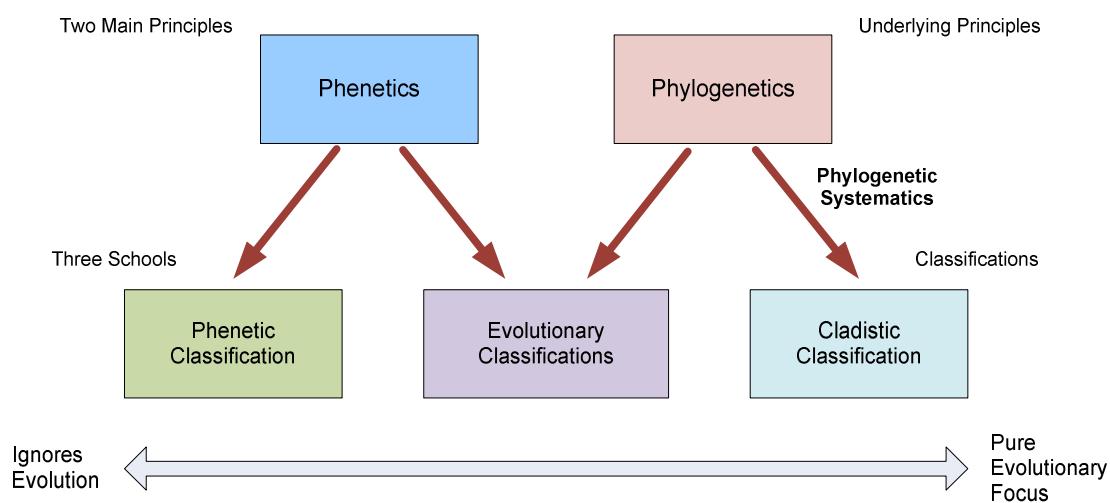 Two Main Principles
Underlying Principles
Phenetics
Phylogenetics
Phylogenetic
Systematics
Three Schools
Classifications
Phenetic
Classification
Evolutionary
Classifications
Cladistic
Classification
Ignores
Evolution
Pure
Evolutionary
Focus